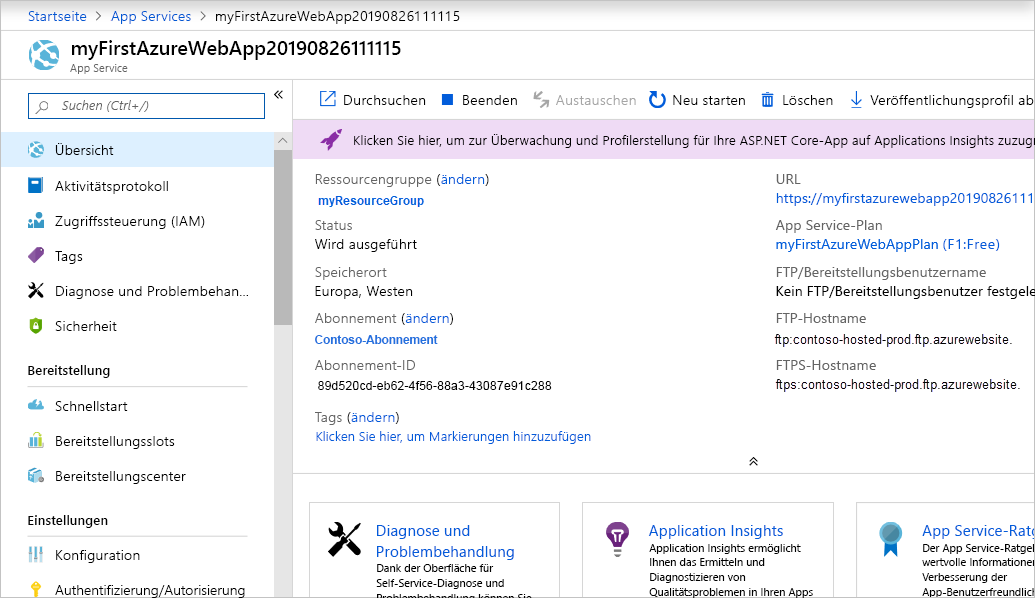 Startseite > App Services > myFirstAzureWebApp20190826111115
myFirstAzureWebApp20190826111115
App Service
Suchen (Ctrl+/)
Übersicht
Aktivitätsprotokoll
Zugriffssteuerung (IAM)
Tags
Diagnose und Problembehan...
Sicherheit
Bereitstellung
Schnellstart
Bereitstellungsslots
Bereitstellungscenter
Einstellungen
Konfiguration
Authentifizierung/Autorisierung
Durchsuchen Beenden Austauschen Neu starten Löschen Veröffentlichungsprofil ab
Klicken Sie hier, um zur Überwachung und Profilerstellung für Ihre ASP.NET Core-App auf Applications Insights zuzug
Ressourcengruppe (ändern)
myResourceGroup
Status
Wird ausgeführt
Speicherort
Europa, Westen
Abonnement (ändern)
Contoso-Abonnement
Abonnement-ID
89d520cd-eb62-4f56-88a3-43087e91c288
Tags (ändern)
Klicken Sie hier, um Markierungen hinzuzufügen
URL
https://myfirstazurewebapp20190826111
App Service-Plan
myFirstAzureWebAppPlan (F1:Free)
FTP/Bereitstellungsbenutzername
Kein FTP/Bereitstellungsbenutzer festgele
FTP-Hostname
ftp:contoso-hosted-prod.ftp.azurewebsite.
FTPS-Hostname
ftps:contoso-hosted-prod.ftp.azurewebsite.
Diagnose und
Problembehandlung
Dank der Oberfläche für
Self-Service-Diagnose und
Problembehandlung können Sie
Application Insights
Application Insights ermöglicht
Ihnen das Ermitteln und
Diagnostizieren von
Qualitätsproblemen in Ihren Apps
App Service-Ratg
Der App Service-Ratgel
wertvolle Informationen
Verbesserung der
App-Benutzerfreundlich